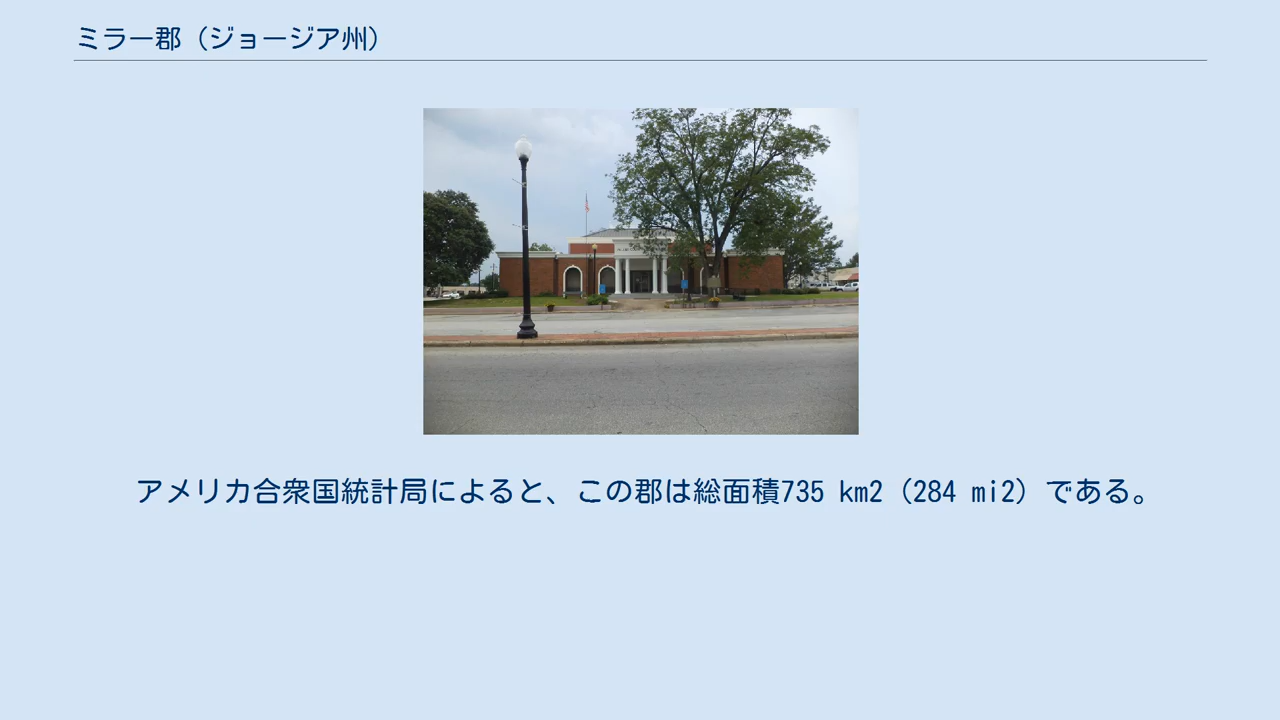 ミラー郡（ジョージア州）
アメリカ合衆国統計局によると、この郡は総面積735 km2（284 mi2）である。